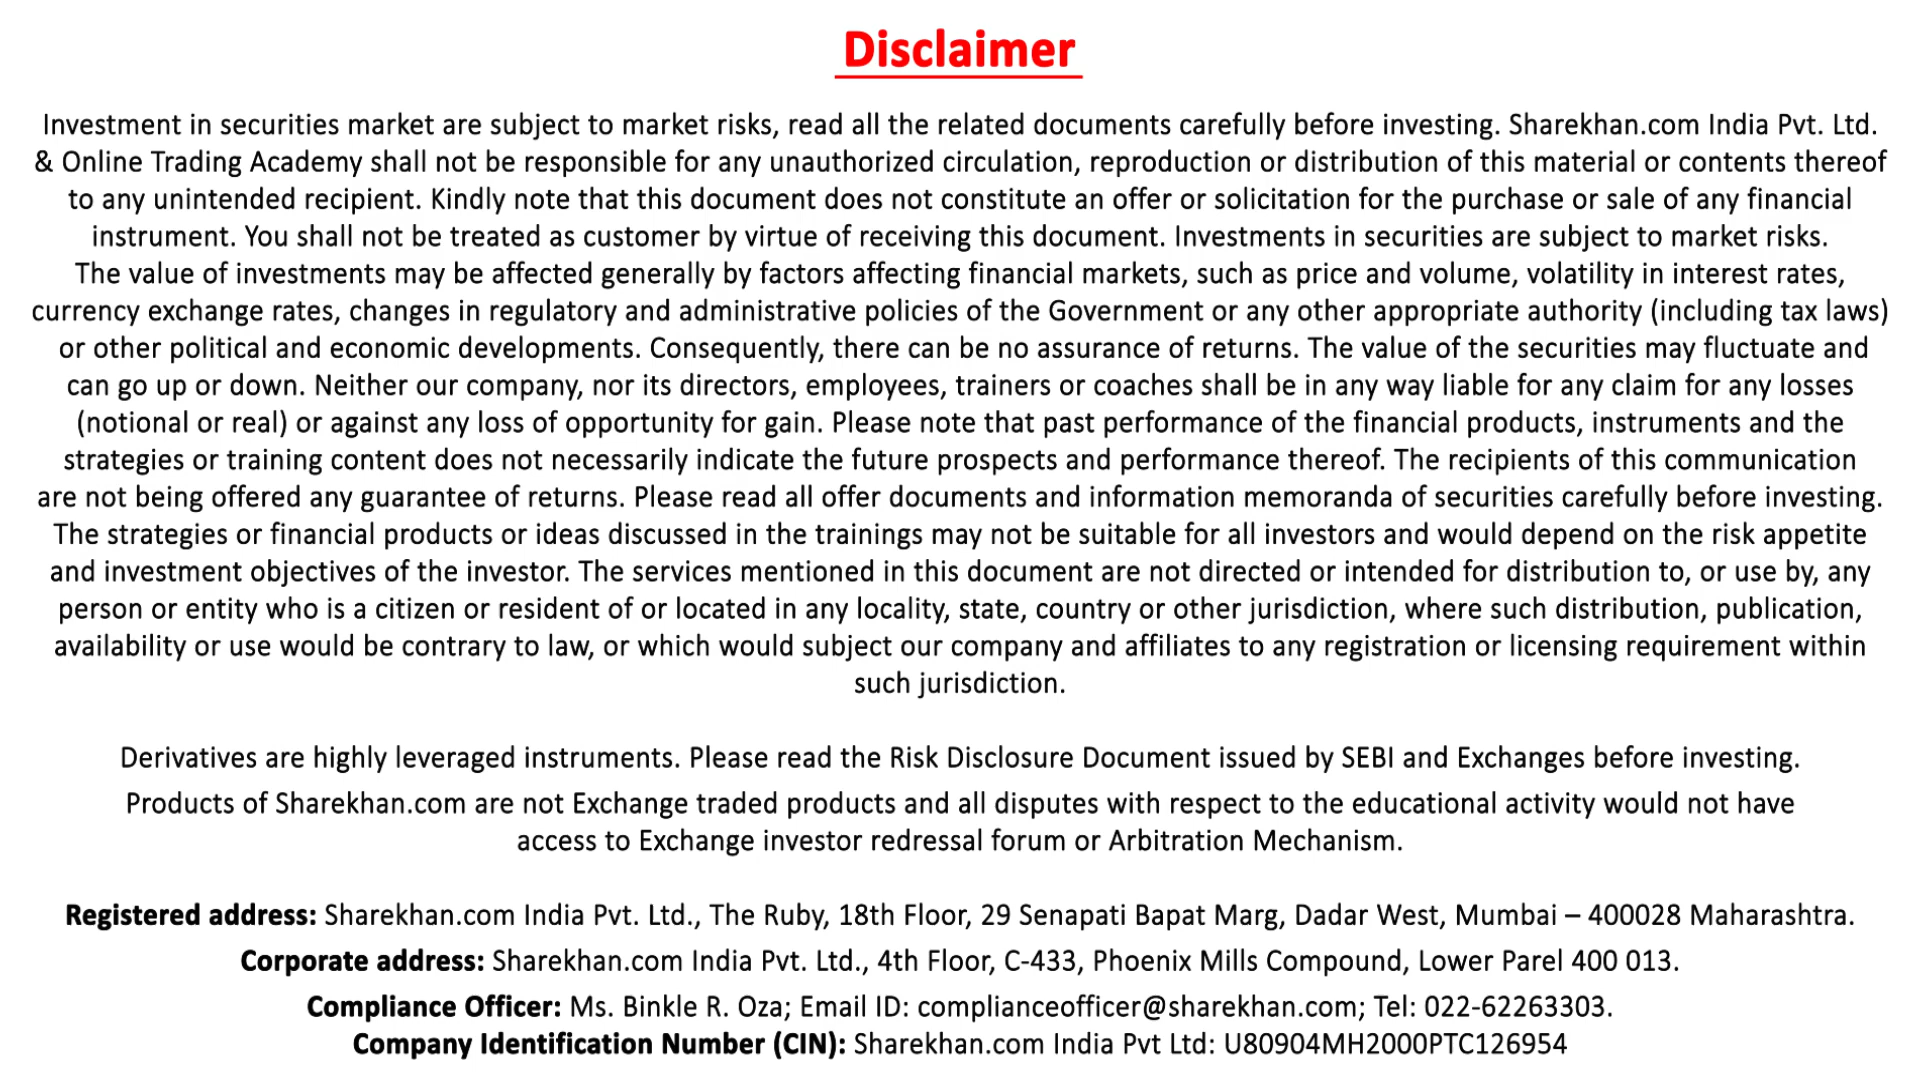 Disclaimer
Investment in securities market are subject to market risks, read all the related documents carefully before investing. Sharekhan.com India Pvt. Ltd.
& Online Trading Academy shall not be responsible for any unauthorized circulation, reproduction or distribution of this material or contents thereof
to any unintended recipient. Kindly note that this document does not constitute an offer or solicitation for the purchase or sale of any financial
instrument. You shall not be treated as customer by virtue of receiving this document. Investments in securities are subject to market risks.
The value of investments may be affected generally by factors affecting financial markets, such as price and volume, volatility in interest rates,
currency exchange rates, changes in regulatory and administrative policies of the Government or any other appropriate authority (including tax laws)
or other political and economic developments. Consequently, there can be no assurance of returns. The value of the securities may fluctuate and
can go up or down. Neither our company, nor its directors, employees, trainers or coaches shall be in any way liable for any claim for any losses
(notional or real) or against any loss of opportunity for gain. Please note that past performance of the financial products, instruments and the
strategies or training content does not necessarily indicate the future prospects and performance thereof. The recipients of this communication
are not being offered any guarantee of returns. Please read all offer documents and information memoranda of securities carefully before investing.
The strategies or financial products or ideas discussed in the trainings may not be suitable for all investors and would depend on the risk appetite
and investment objectives of the investor. The services mentioned in this document are not directed or intended for distribution to, or use by, any
person or entity who is a citizen or resident of or located in any locality, state, country or other jurisdiction, where such distribution, publication,
availability or use would be contrary to law, or which would subject our company and affiliates to any registration or licensing requirement within
such jurisdiction.
Derivatives are highly leveraged instruments. Please read the Risk Disclosure Document issued by SEBI and Exchanges before investing.
Products of Sharekhan.com are not Exchange traded products and all disputes with respect to the educational activity would not have
access to Exchange investor redressal forum or Arbitration Mechanism.
Registered address: Sharekhan.com India Pvt. Ltd., The Ruby, 18th Floor, 29 Senapati Bapat Marg, Dadar West, Mumbai – 400028 Maharashtra.
Corporate address: Sharekhan.com India Pvt. Ltd., 4th Floor, C-433, Phoenix Mills Compound, Lower Parel 400 013.
Compliance Officer: Ms. Binkle R. Oza; Email ID: complianceofficer@sharekhan.com; Tel: 022-62263303.
Company Identification Number (CIN): Sharekhan.com India Pvt Ltd: U80904MH2000PTC126954